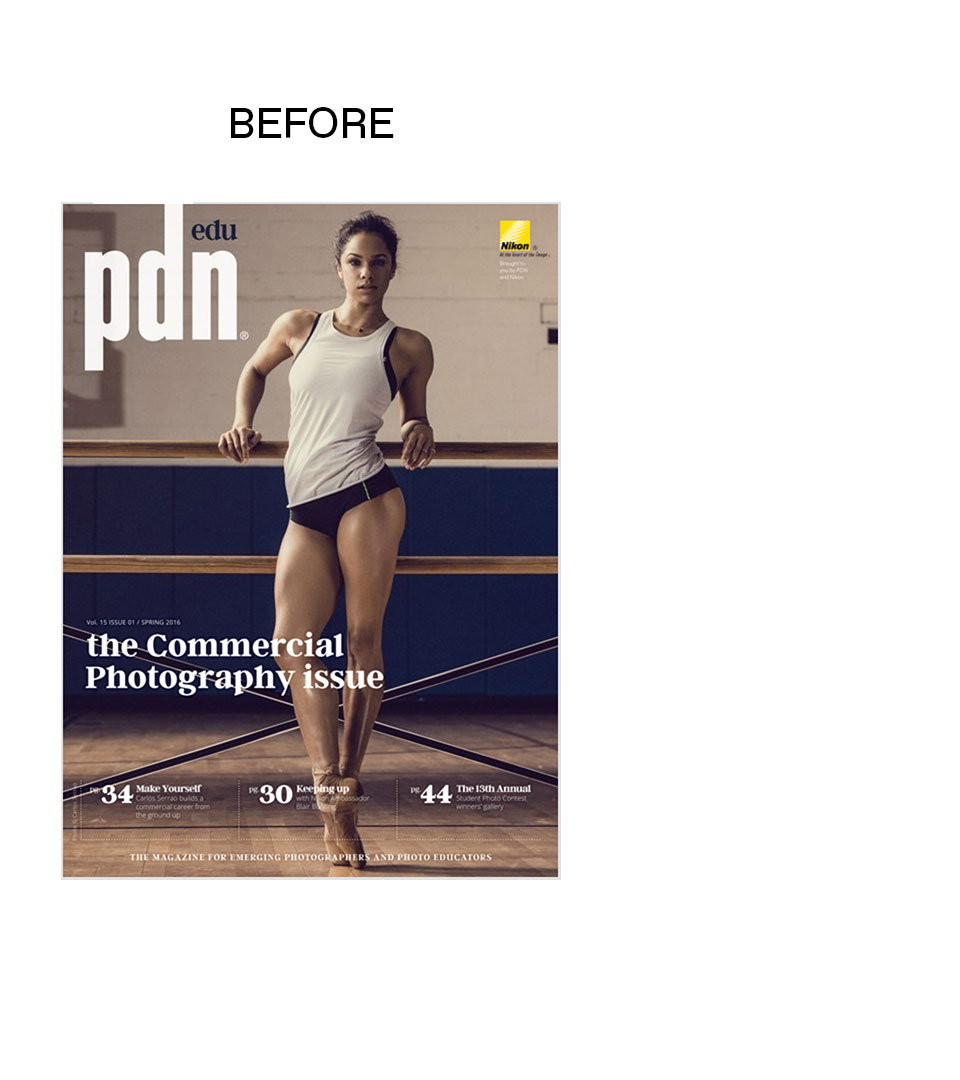 BEFORE
edu
pdn®
Nikon®
At the heart of the image...
Brought to
you by PDN
and Nikon
Vol. 15 ISSUE 01 / SPRING 2016
the Commercial
Photography issue
pg. 34 Make Yourself
Carlos Serrao builds a
commercial career from
the ground up
pg. 30 Keeping up
with Nikon Ambassador
Blair
pg. 44 The 13th Annual
Student Photo Contest
winners' gallery
THE MAGAZINE FOR EMERGING PHOTOGRAPHERS AND PHOTO EDUCATORS